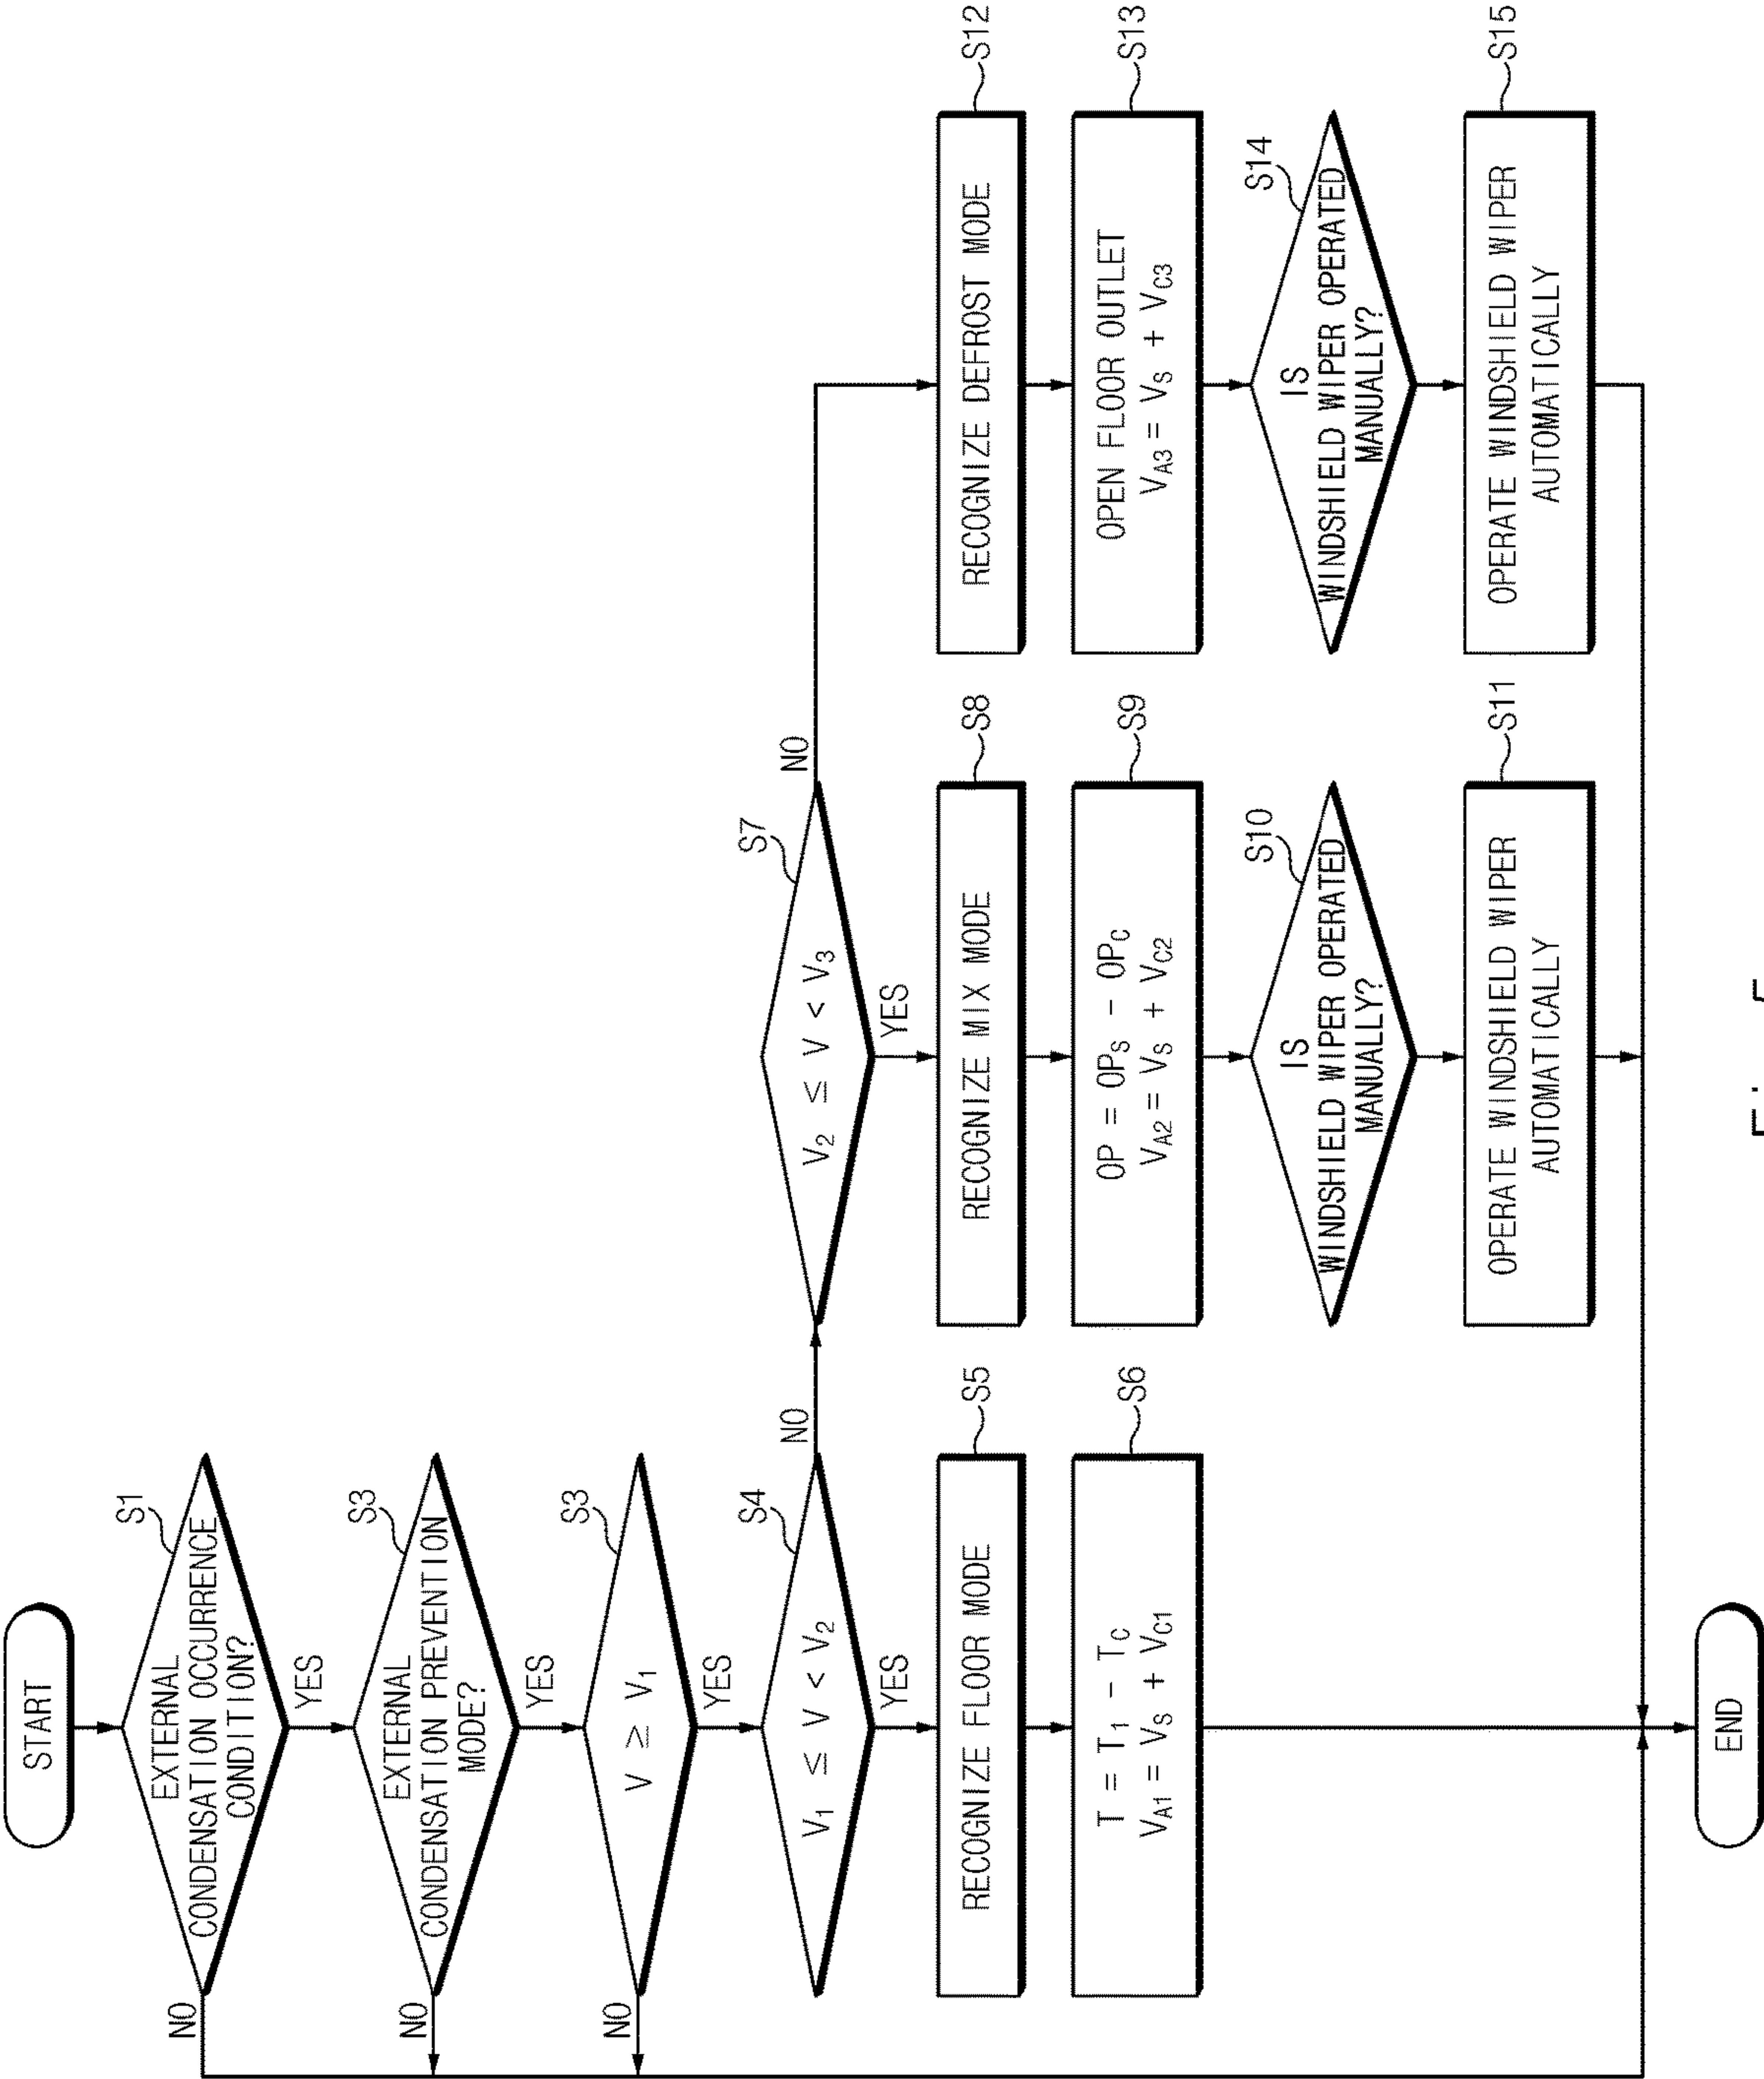 START
EXTERNAL
CONDENSATION OCCURRENCE
CONDITION?
S1
NO
YES
EXTERNAL
CONDENSATION PREVENTION
MODE?
S3
NO
YES
V ≥ V1
S3
NO
YES
V1 ≤ V < V2
S4
NO
YES
V2 ≤ V < V3
S7
NO
YES
RECOGNIZE FLOOR MODE
S5
T = T1 - TC
VA1 = VS + VC1
S6
RECOGNIZE MIX MODE
S8
OP = OPS - OPC
VA2 = VS + VC2
S9
IS
WINDSHIELD WIPER OPERATED
MANUALLY?
S10
OPERATE WINDSHIELD WIPER
AUTOMATICALLY
S11
RECOGNIZE DEFROST MODE
S12
OPEN FLOOR OUTLET
VA3 = VS + VC3
S13
IS
WINDSHIELD WIPER OPERATED
MANUALLY?
S14
OPERATE WINDSHIELD WIPER
AUTOMATICALLY
S15
END